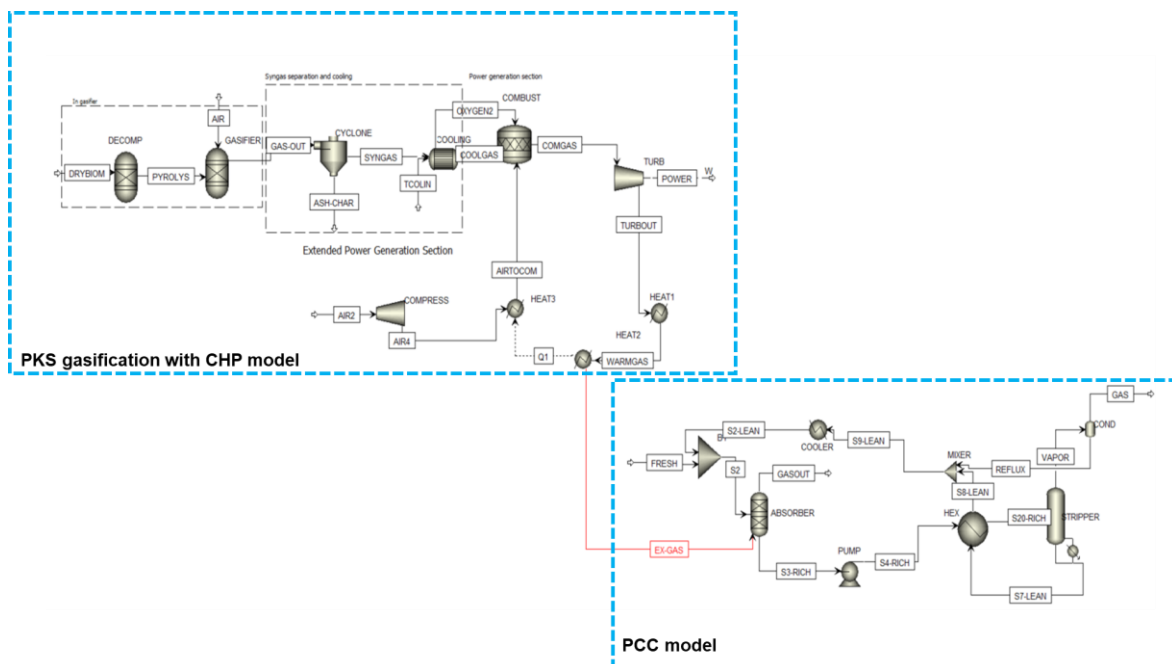 Syngas separation and cooling
Power generation section
In gasifier
COMBUST
OXYGEN2
AIR
DECOMP
GASIFIER
GAS-OUT
CYCLONE
COOLING
COMGAS
SYNGAS
COOLGAS
TURB
DRYBIOM
PYROLYS
POWER
W
TCOLIN
ASH-CHAR
TURBOUT
Extended Power Generation Section
AIRTOCOM
COMPRESS
HEAT3
HEAT1
AIR2
HEAT2
AIR4
Q1
WARMGAS
PKS gasification with CHP model
GAS
S2-LEAN
S9-LEAN
COND
COOLER
VAPOR
MIXER
FRESH
S2
REFLUX
GASOUT
S8-LEAN
ABSORBER
HEX
S20-RICH
STRIPPER
EX-GAS
PUMP
S4-RICH
S3-RICH
S7-LEAN
PCC model